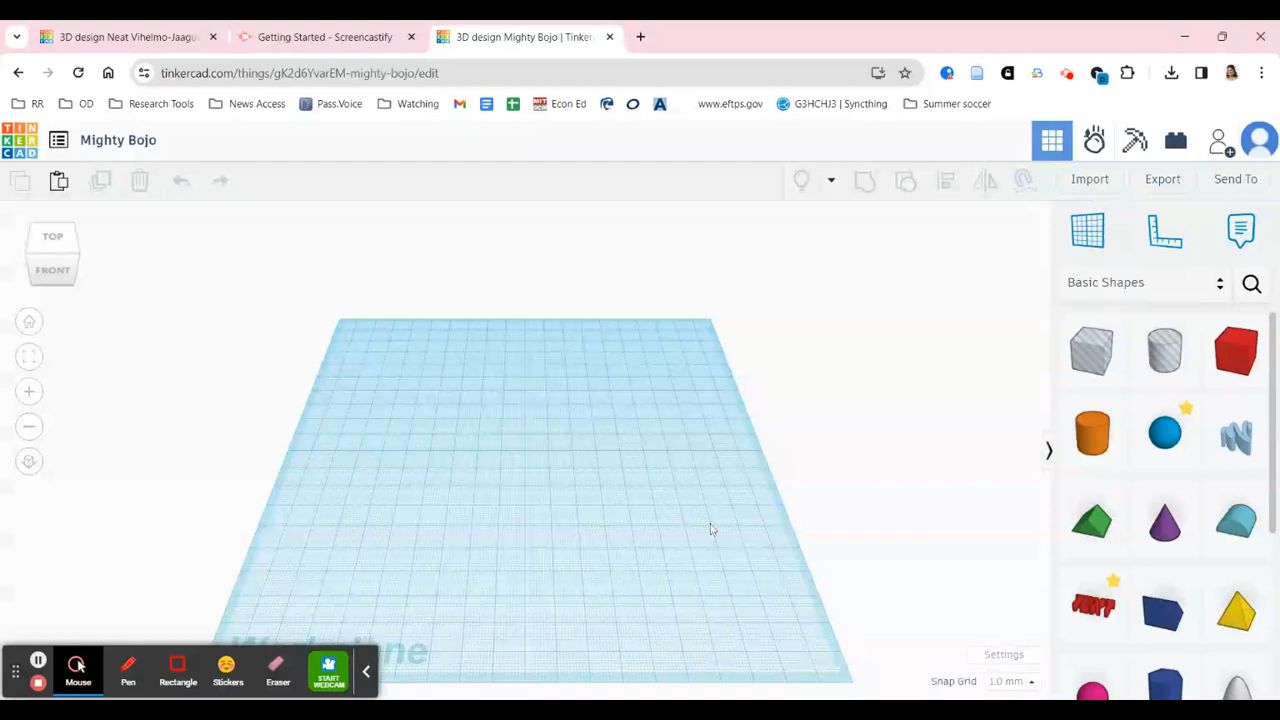 3D design Neat Vihelmo-Jaagu
Getting Started - Screencastify
3D design Mighty Bojo | Tinker
tinkercad.com/things/gK2d6YvarEM-mighty-bojo/edit
RR
OD
Research Tools
News Access
Pass.Voice
Watching
Econ Ed
www.eftps.gov
G3HCHJ3 | Syncthing
Summer soccer
TIN
KER
CAD
Mighty Bojo
Import
Export
Send To
TOP
FRONT
Basic Shapes
TEXT
Settings
Snap Grid
1.0 mm
Mouse
Pen
Rectangle
Stickers
Eraser
START
WEBCAM